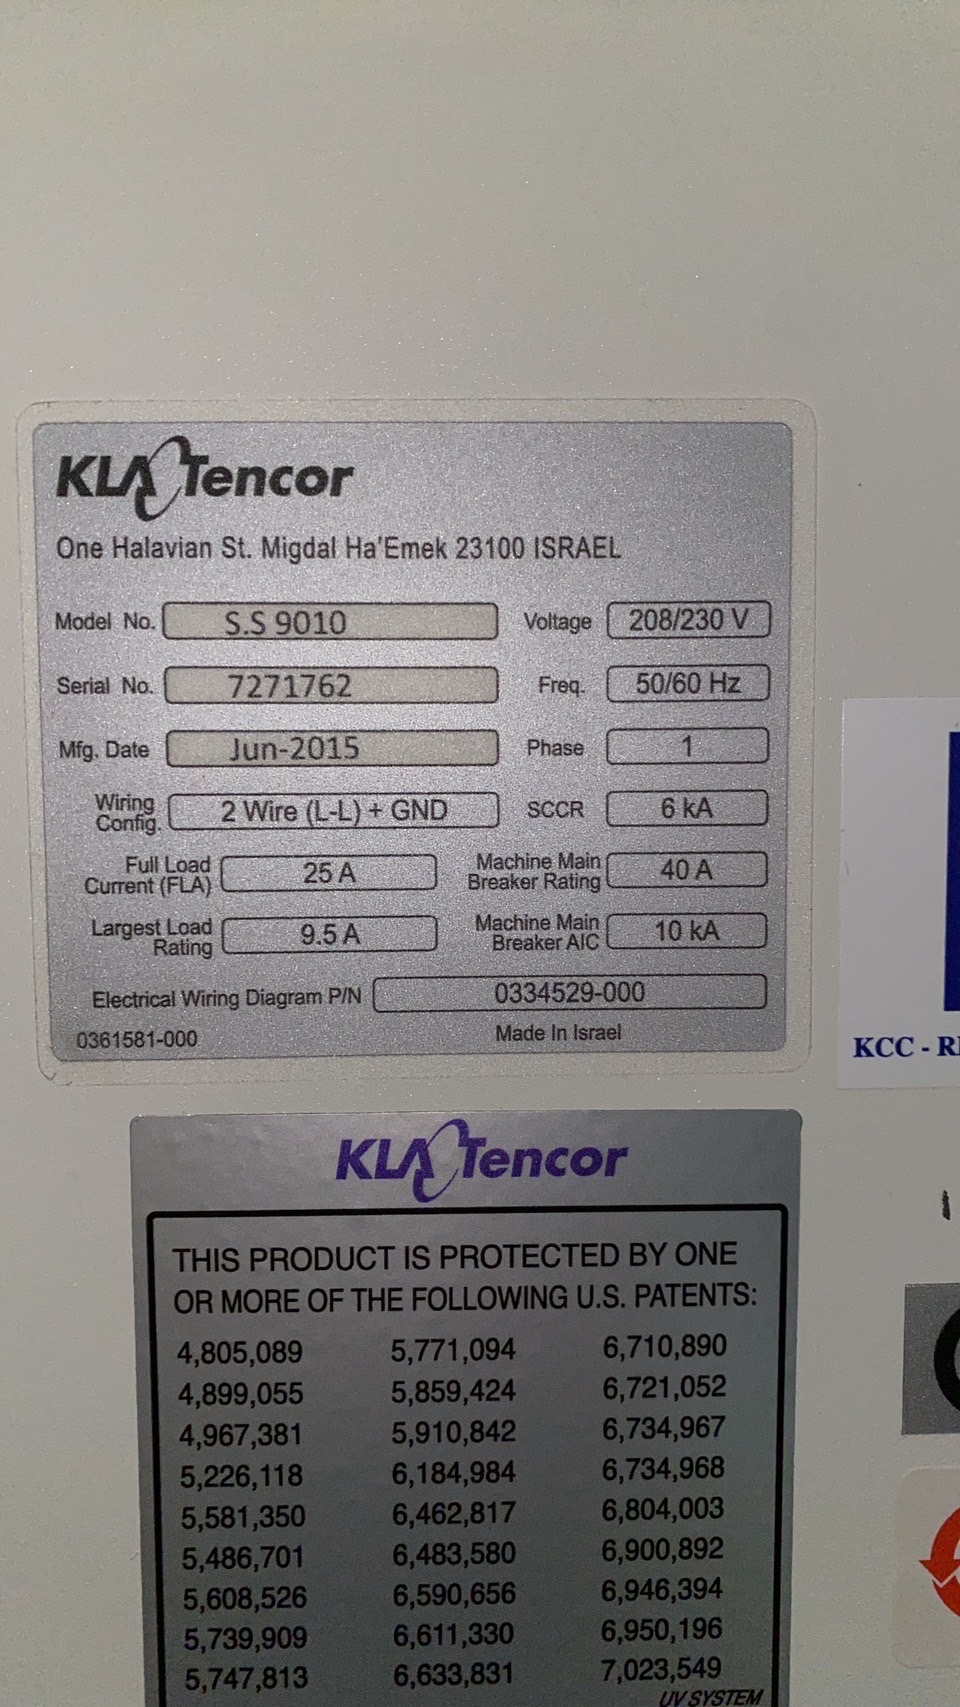 KLA Tencor
One Halavian St. Migdal Ha'Emek 23100 ISRAEL
Model No. S.S 9010 Voltage 208/230 V
Serial No. 7271762 Freq. 50/60 Hz
Mfg. Date Jun-2015 Phase 1
Wiring Config. 2 Wire (L-L) + GND SCCR 6 kA
Full Load Current (FLA) 25 A Machine Main Breaker Rating 40 A
Largest Load Rating 9.5 A Machine Main Breaker AIC 10 kA
Electrical Wiring Diagram P/N 0334529-000
0361581-000 Made In Israel
KCC - R
KLA Tencor
THIS PRODUCT IS PROTECTED BY ONE
OR MORE OF THE FOLLOWING U.S. PATENTS:
4,805,089 5,771,094 6,710,890
4,899,055 5,859,424 6,721,052
4,967,381 5,910,842 6,734,967
5,226,118 6,184,984 6,734,968
5,581,350 6,462,817 6,804,003
5,486,701 6,483,580 6,900,892
5,608,526 6,590,656 6,946,394
5,739,909 6,611,330 6,950,196
5,747,813 6,633,831 7,023,549
UV SYSTEM